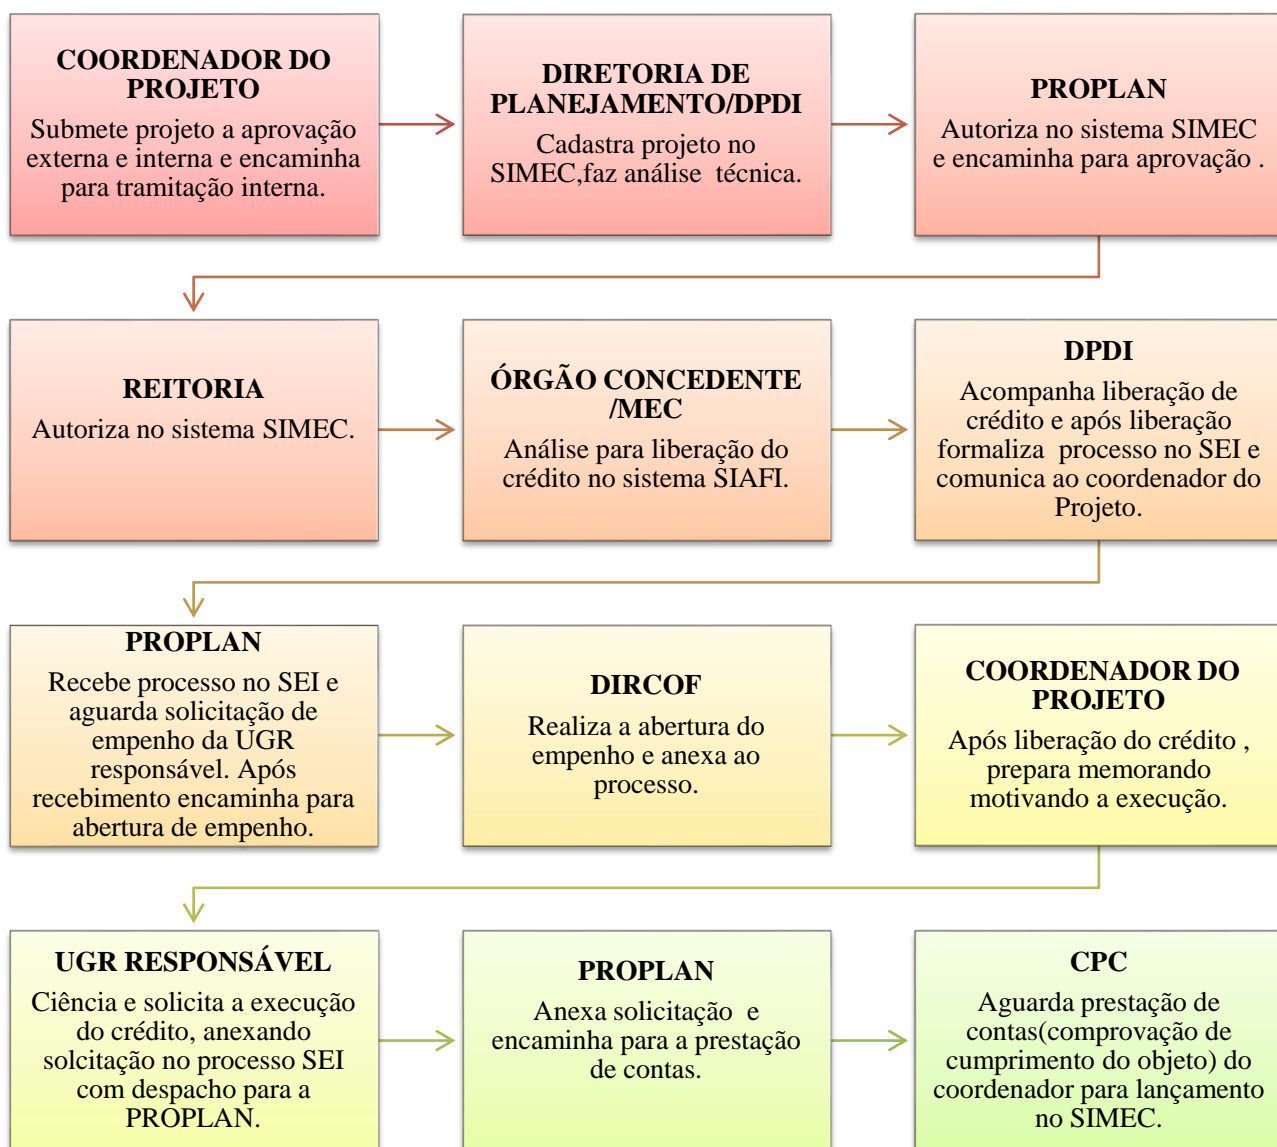 COORDENADOR DO
PROJETO
Submete projeto a aprovação
externa e interna e encaminha
para tramitação interna.
DIRETORIA DE
PLANEJAMENTO/DPDI
Cadastra projeto no
SIMEC,faz análise técnica.
PROPLAN
Autoriza no sistema SIMEC
e encaminha para aprovação .
REITORIA
Autoriza no sistema SIMEC.
ÓRGÃO CONCEDENTE
/MEC
Análise para liberação do
crédito no sistema SIAFI.
DPDI
Acompanha liberação de
crédito e após liberação
formaliza processo no SEI e
comunica ao coordenador do
Projeto.
PROPLAN
Recebe processo no SEI e
aguarda solicitação de
empenho da UGR
responsável. Após
recebimento encaminha para
abertura de empenho.
DIRCOF
Realiza a abertura do
empenho e anexa ao
processo.
COORDENADOR DO
PROJETO
Após liberação do crédito ,
prepara memorando
motivando a execução.
UGR RESPONSÁVEL
Ciência e solicita a execução
do crédito, anexando
solcitação no processo SEI
com despacho para a
PROPLAN.
PROPLAN
Anexa solicitação e
encaminha para a prestação
de contas.
CPC
Aguarda prestação de
contas(comprovação de
cumprimento do objeto) do
coordenador para lançamento
no SIMEC.